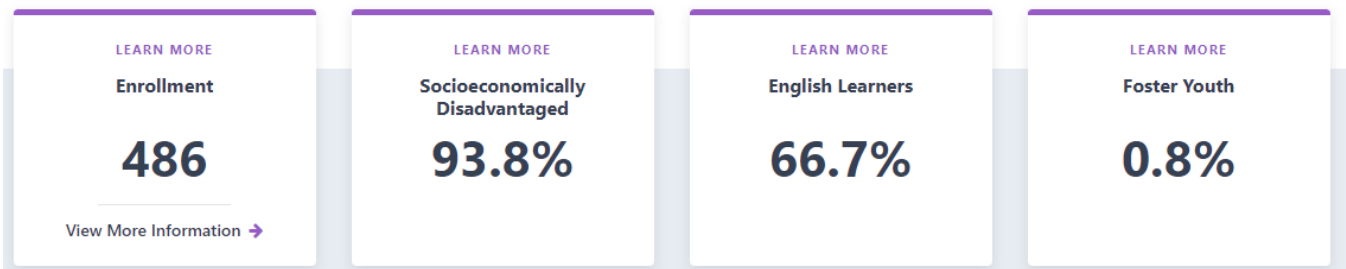 LEARN MORE
Enrollment
486
View More Information
LEARN MORE
Socioeconomically
Disadvantaged
93.8%
LEARN MORE
English Learners
66.7%
LEARN MORE
Foster Youth
0.8%